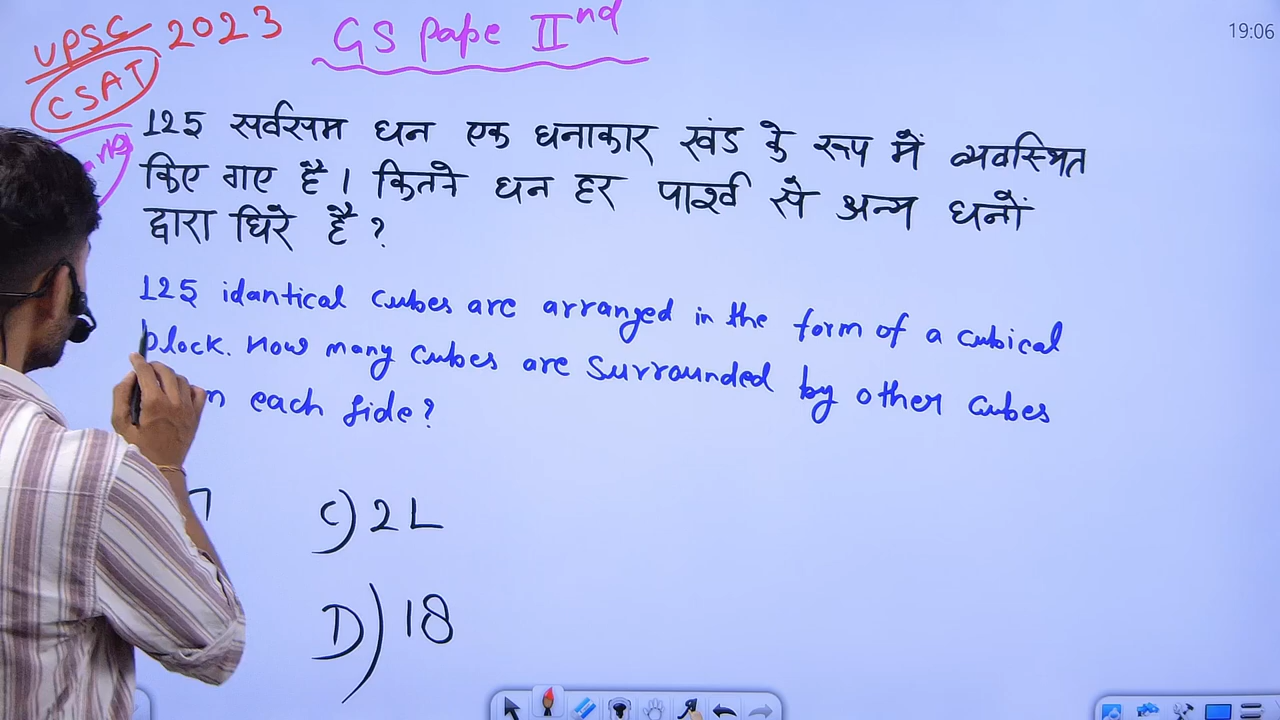 UPSC 2023 GS Pape IInd
19:06
CSAT
125 सर्वसम घन एक घनाकार खंड के रूप में व्यवस्थित
किए गए है। कितने घन हर पार्श्व से अन्य घनों
द्वारा घिरे है?
125 idantical cubes are arranged in the form of a cubical
block. How many cubes are surrounded by other cubes
each side?
C) 2L
D) 18